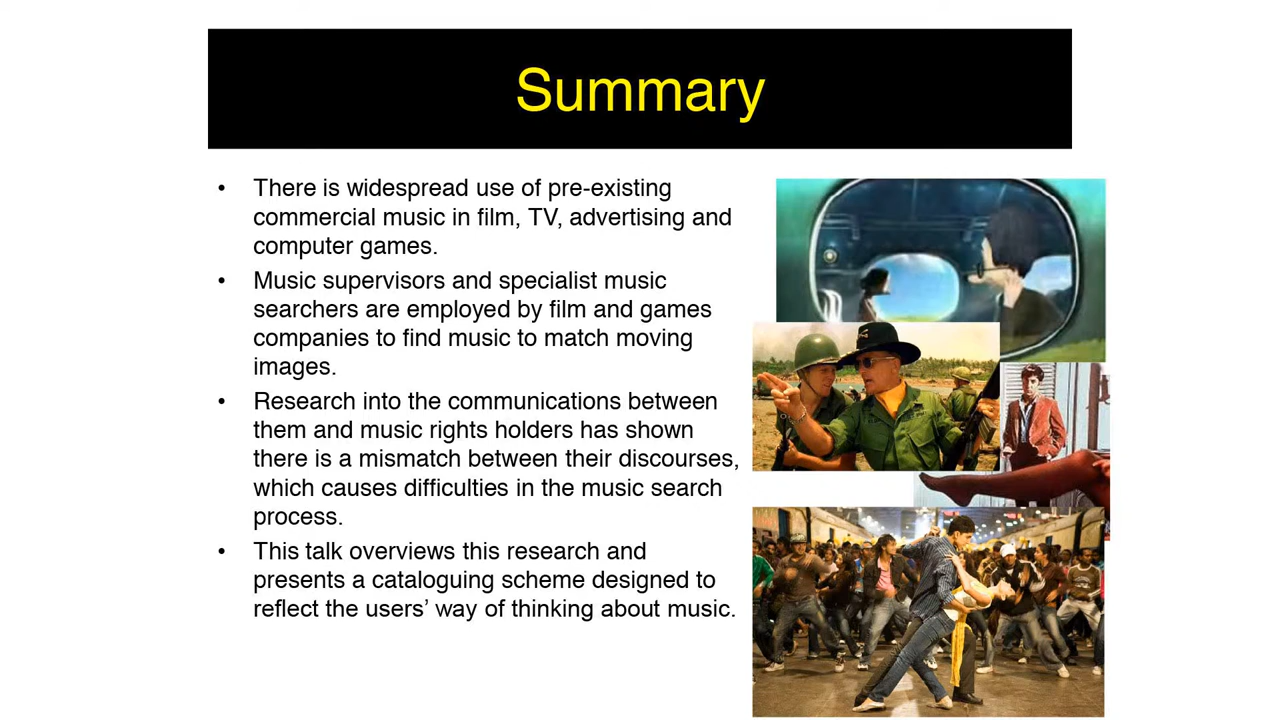 Summary
• There is widespread use of pre-existing
commercial music in film, TV, advertising and
computer games.
• Music supervisors and specialist music
searchers are employed by film and games
companies to find music to match moving
images.
• Research into the communications between
them and music rights holders has shown
there is a mismatch between their discourses,
which causes difficulties in the music search
process.
• This talk overviews this research and
presents a cataloguing scheme designed to
reflect the users’ way of thinking about music.